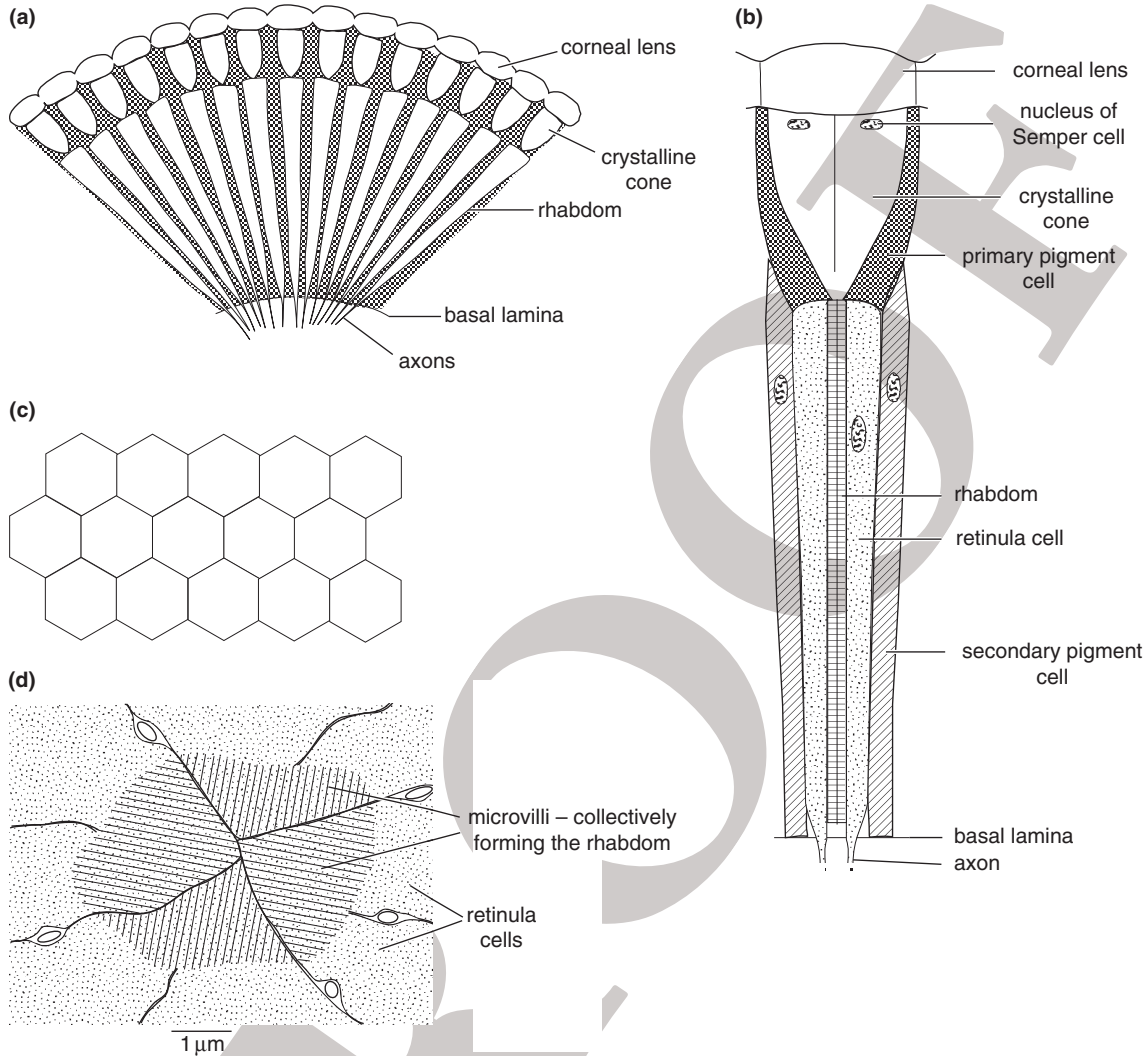 (a)
corneal lens
crystalline
cone
rhabdom
basal lamina
axons
(b)
corneal lens
nucleus of
Semper cell
crystalline
cone
primary pigment
cell
rhabdom
retinula cell
secondary pigment
cell
basal lamina
axon
(c)
(d)
microvilli – collectively
forming the rhabdom
retinula
cells
1 μm